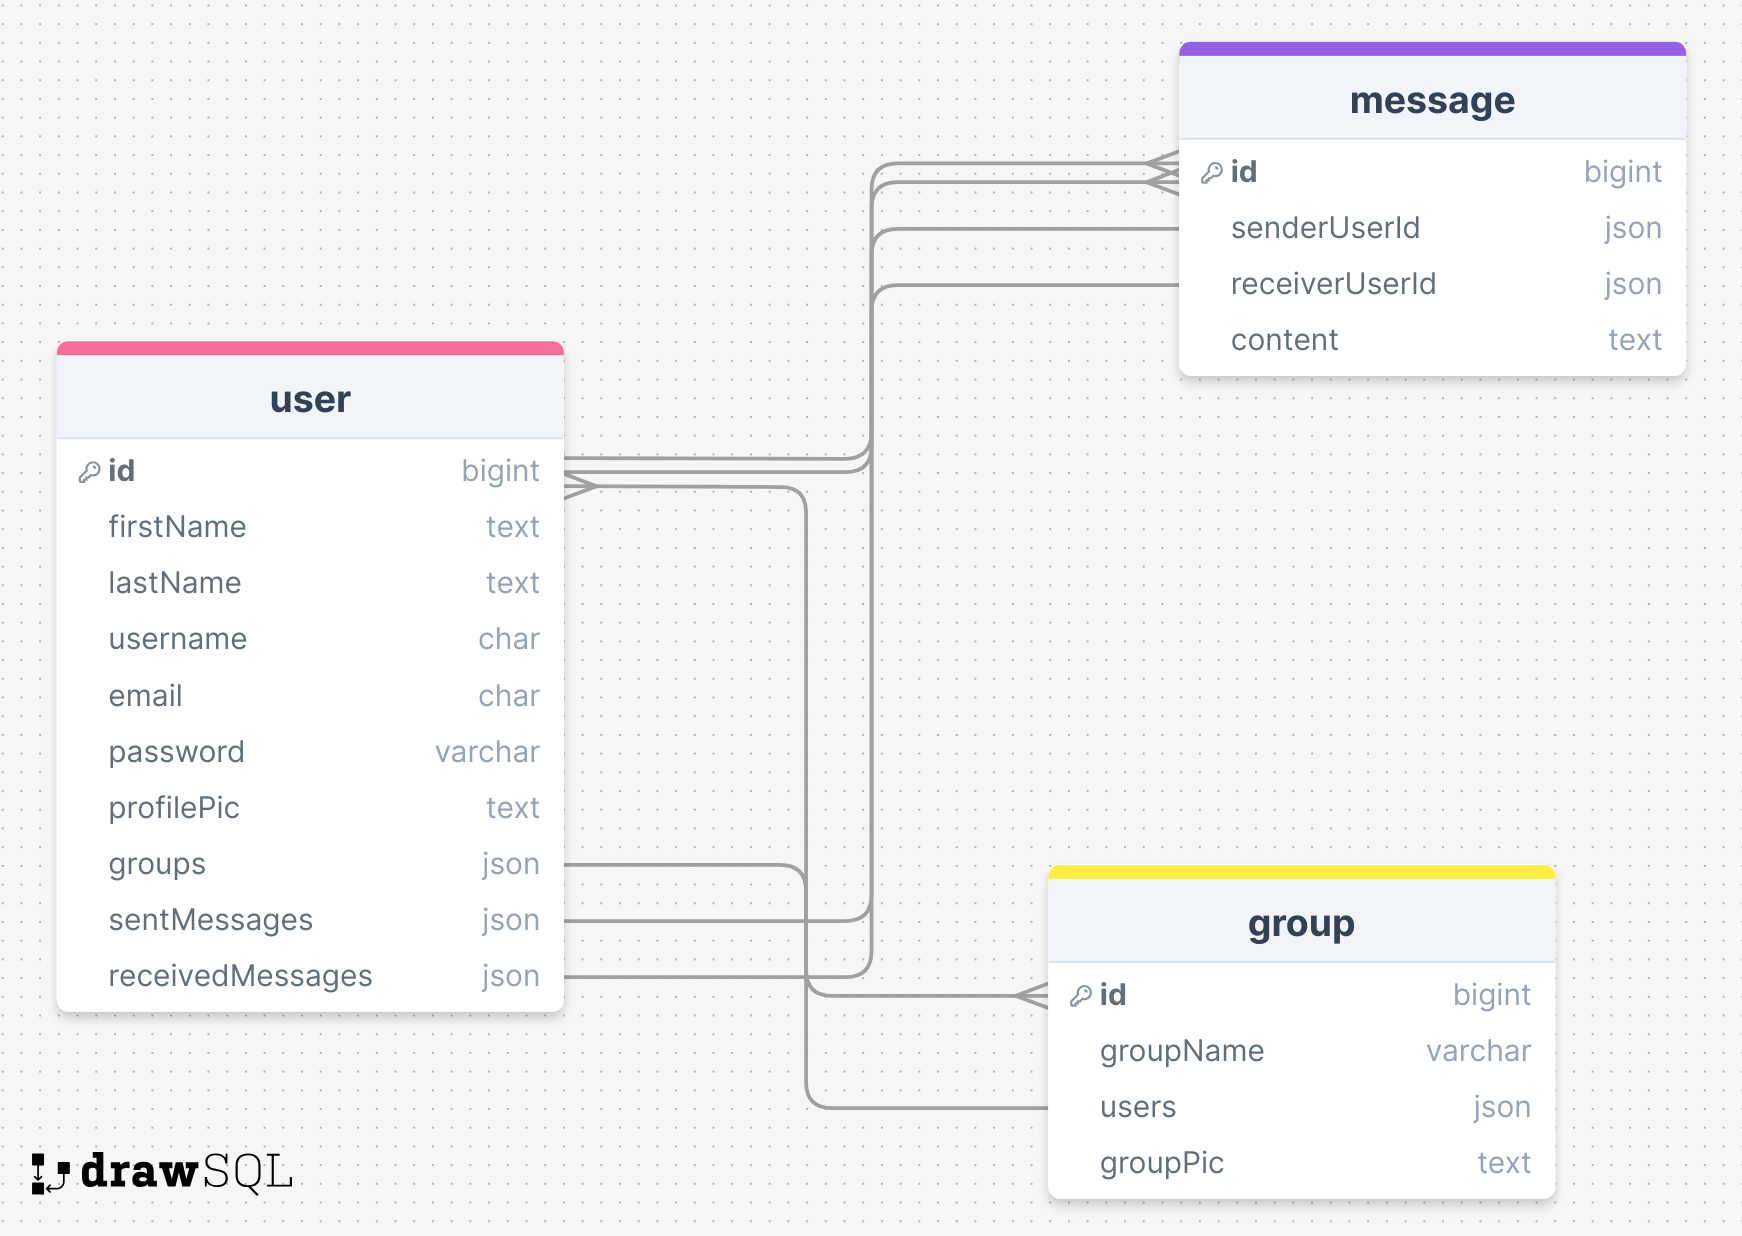 message
id bigint
senderUserId json
receiverUserId json
content text
user
id bigint
firstName text
lastName text
username char
email char
password varchar
profilePic text
groups json
sentMessages json
receivedMessages json
group
id bigint
groupName varchar
users json
groupPic text
drawSQL